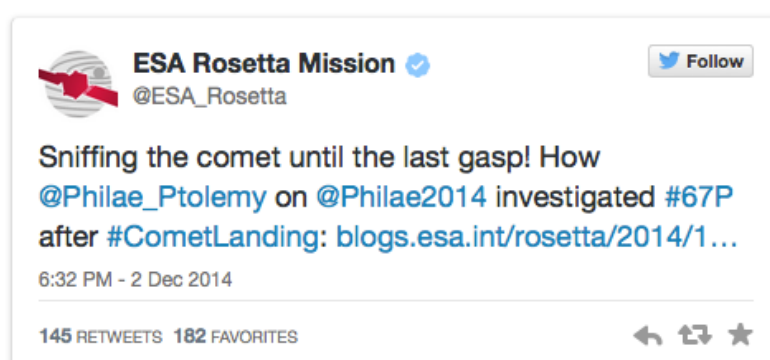 ESA Rosetta Mission
@ESA_Rosetta
Follow
Sniffing the comet until the last gasp! How
@Philae_Ptolemy on @Philae2014 investigated #67P
after #CometLanding: blogs.esa.int/rosetta/2014/1...
6:32 PM - 2 Dec 2014
145 RETWEETS 182 FAVORITES